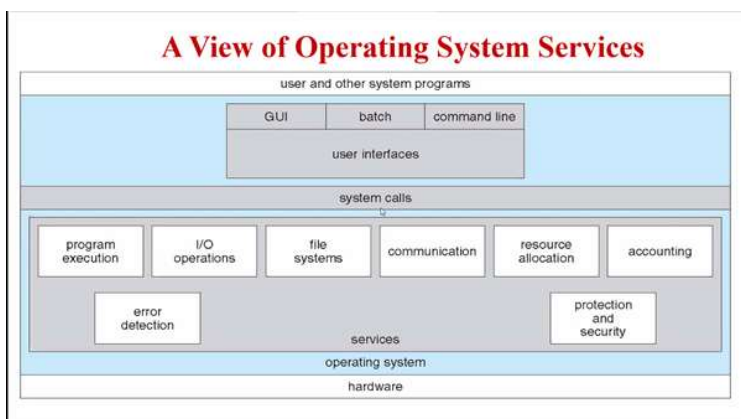 A View of Operating System Services
user and other system programs
GUI
batch
command line
user interfaces
system calls
program
execution
I/O
operations
file
systems
communication
resource
allocation
accounting
error
detection
protection
and
security
services
operating system
hardware